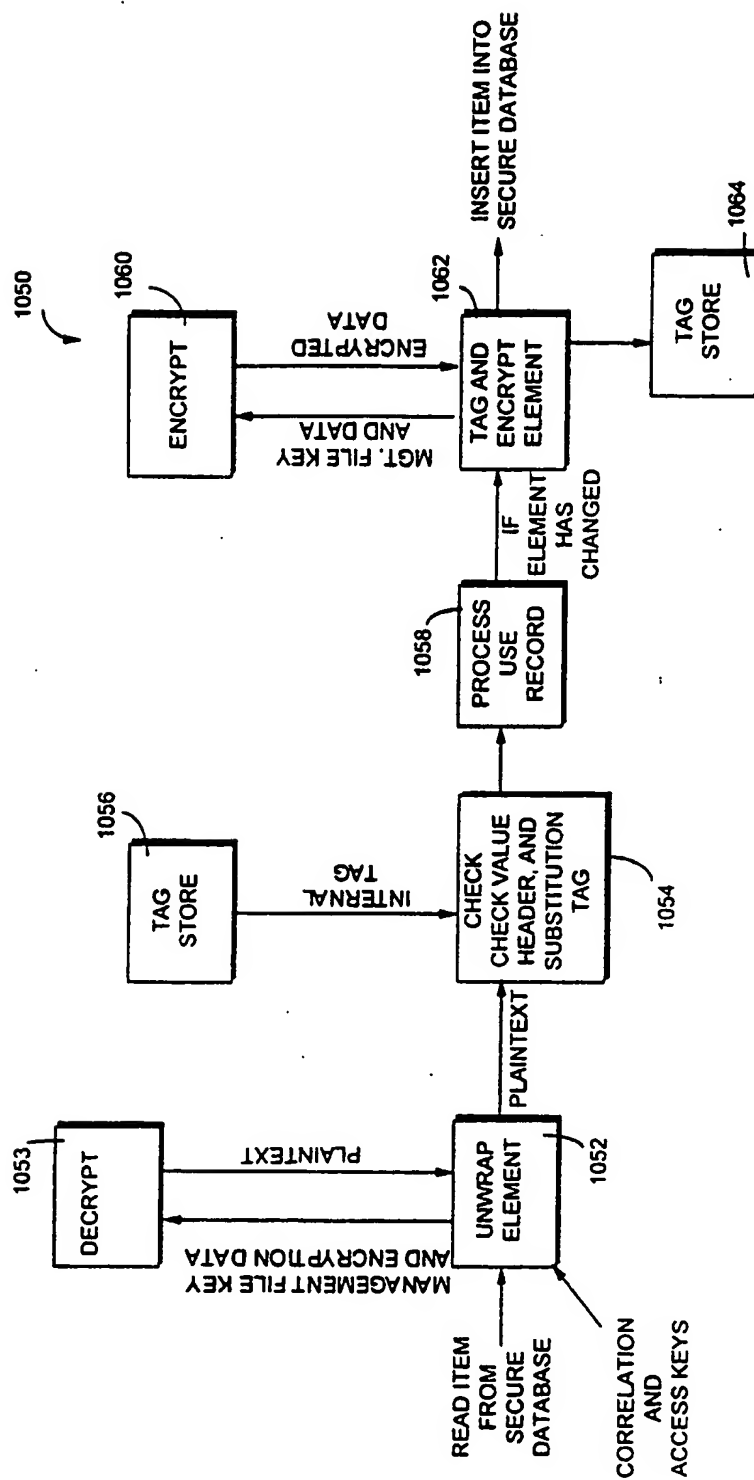 1050
1053
DECRYPT
MANAGEMENT FILE KEY
AND ENCRYPTION DATA
PLAINTEXT
READ ITEM
FROM
SECURE
DATABASE
UNWRAP
ELEMENT
1052
CORRELATION
AND
ACCESS KEYS
PLAINTEXT
1056
TAG
STORE
INTERNAL
TAG
CHECK
CHECK VALUE
HEADER, AND
SUBSTITUTION
TAG
1054
1058
PROCESS
USE
RECORD
IF
ELEMENT
HAS
CHANGED
1060
ENCRYPT
MGT. FILE KEY
AND DATA
ENCRYPTED
DATA
1062
TAG AND
ENCRYPT
ELEMENT
INSERT ITEM INTO
SECURE DATABASE
TAG
STORE
1064